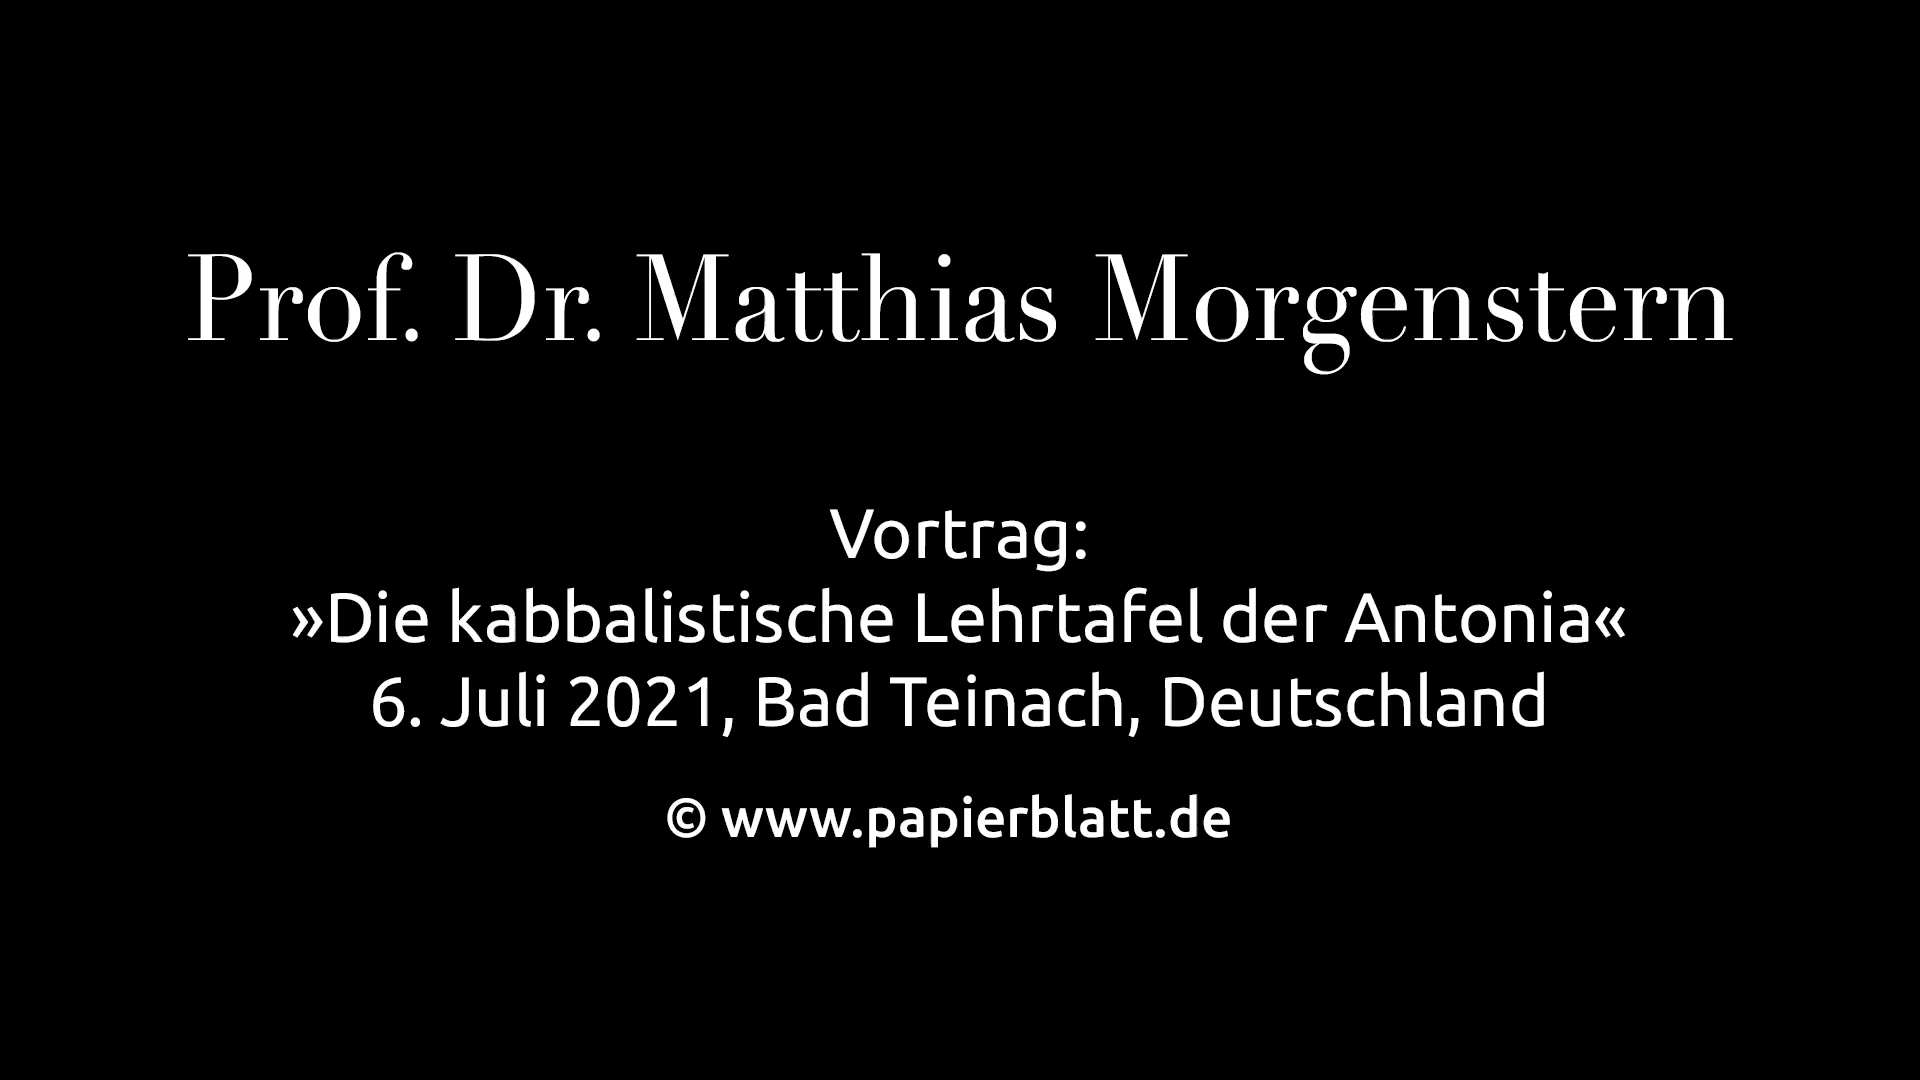 Prof. Dr. Matthias Morgenstern
Vortrag:
»Die kabbalistische Lehrtafel der Antonia«
6. Juli 2021, Bad Teinach, Deutschland
© www.papierblatt.de